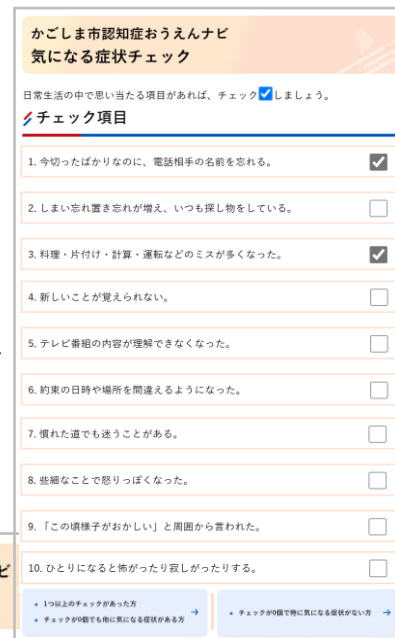 かごしま市認知症おうえんナビ
気になる症状チェック
日常生活の中で思い当たる項目があれば、チェック✅しましょう。
チェック項目
1. 今切ったばかりなのに、電話相手の名前を忘れる。
2. しまい忘れ置き忘れが増え、いつも探し物をしている。
3. 料理・片付け・計算・運転などのミスが多くなった。
4. 新しいことが覚えられない。
5. テレビ番組の内容が理解できなくなった。
6. 約束の日時や場所を間違えるようになった。
7. 慣れた道でも迷うことがある。
8. 些細なことで怒りっぽくなった。
9. 「この頃様子がおかしい」と周囲から言われた。
ビ
10. ひとりになると怖がったり寂しがったりする。
• 1つ以上のチェックがあった方
• チェックが0個でも他に気になる症状がある方 →
• チェックが0個で特に気になる症状がない方 →